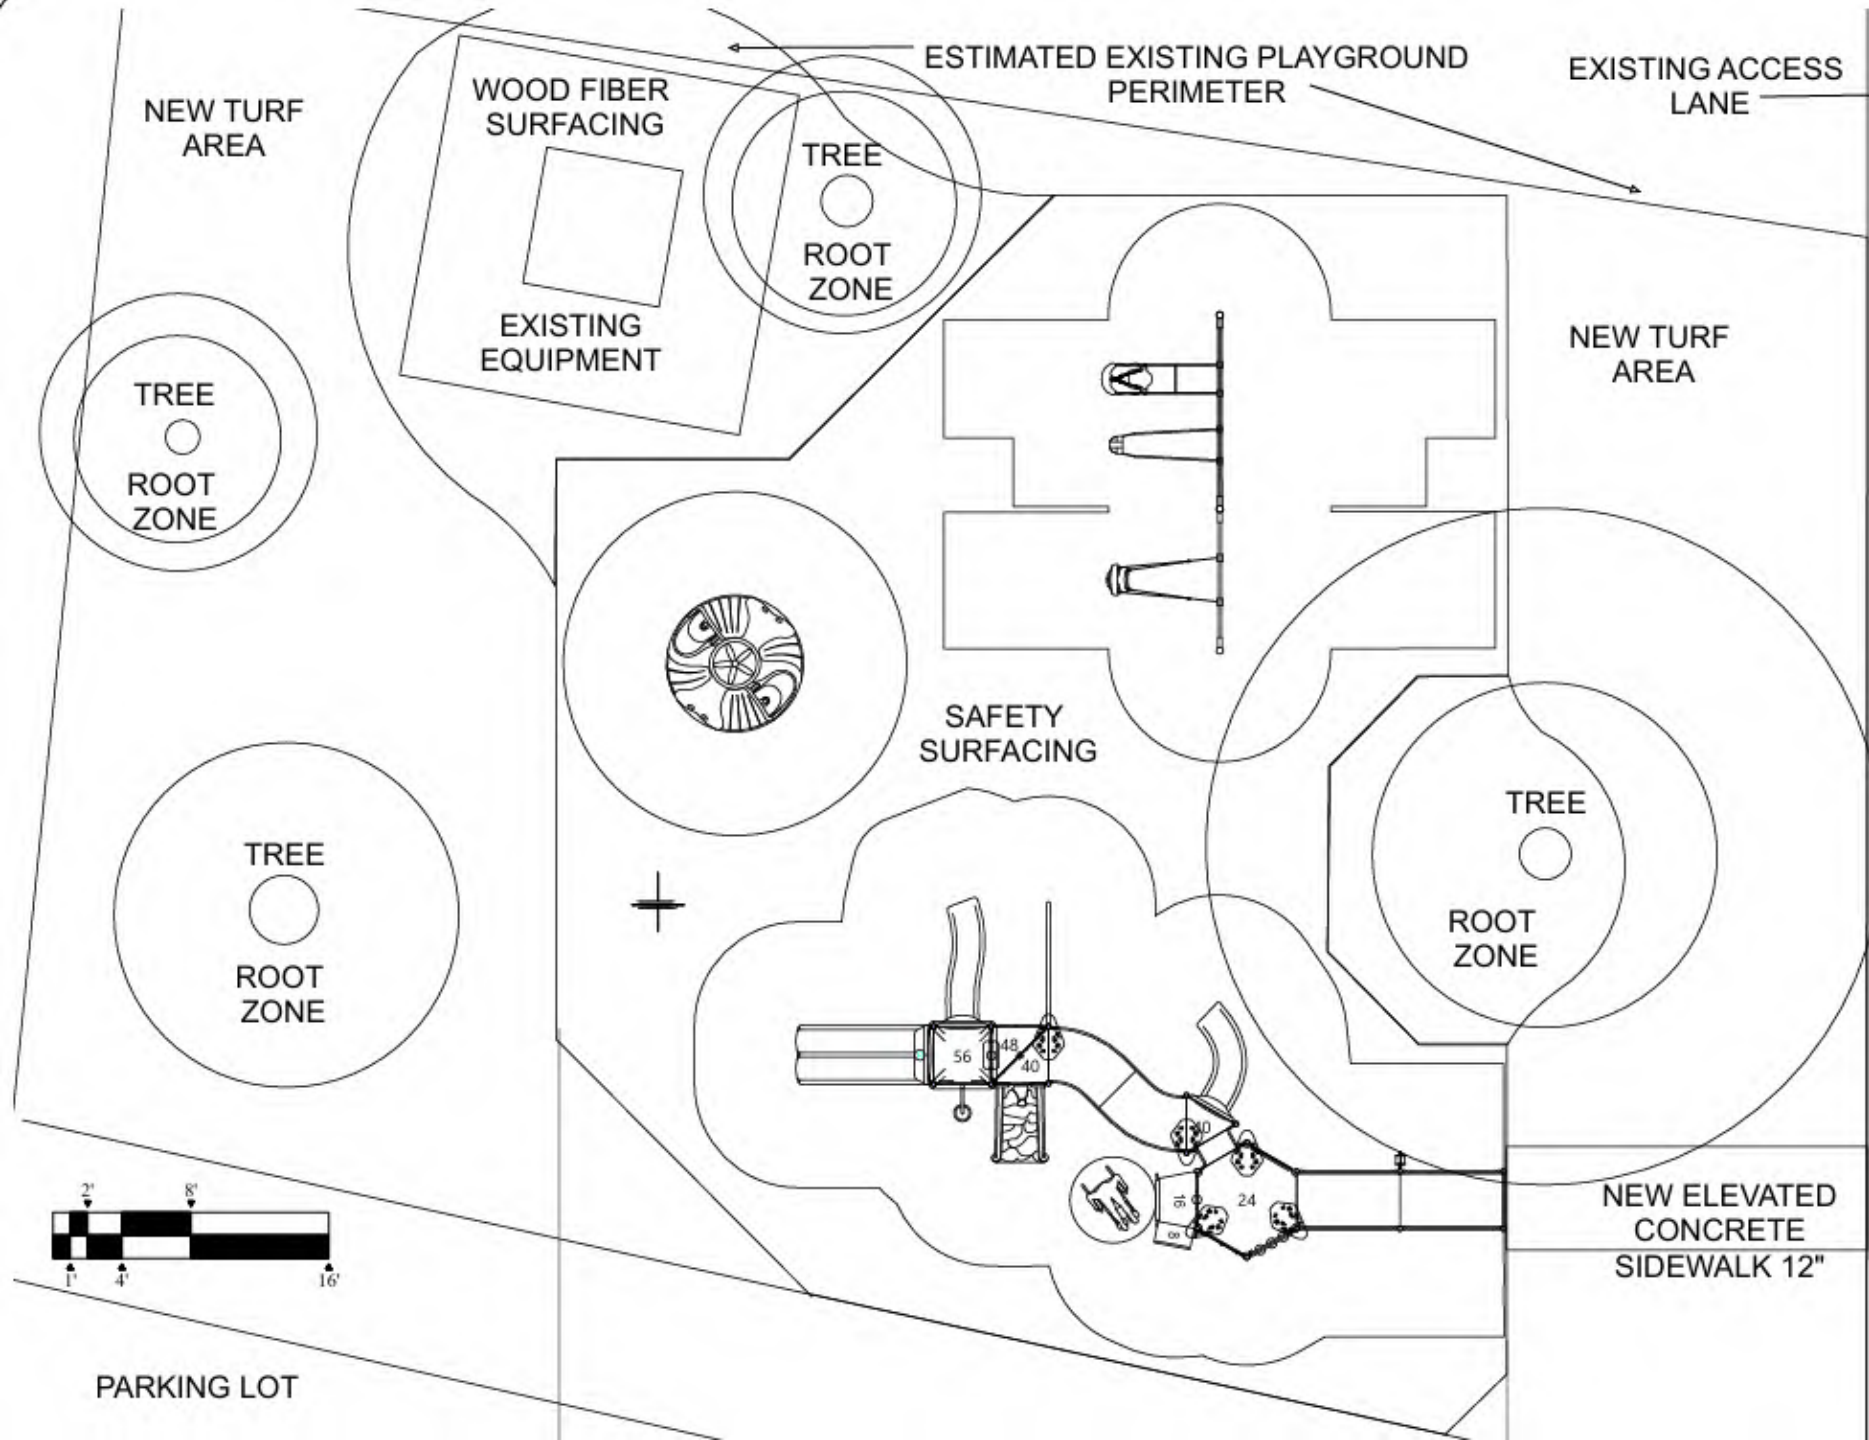 ESTIMATED EXISTING PLAYGROUND
PERIMETER
EXISTING ACCESS
LANE
NEW TURF
AREA
WOOD FIBER
SURFACING
TREE
ROOT
ZONE
EXISTING
EQUIPMENT
NEW TURF
AREA
TREE
ROOT
ZONE
SAFETY
SURFACING
TREE
ROOT
ZONE
TREE
ROOT
ZONE
56
48
40
40
16
8
24
NEW ELEVATED
CONCRETE
SIDEWALK 12"
2' 8'
1' 4' 16'
PARKING LOT